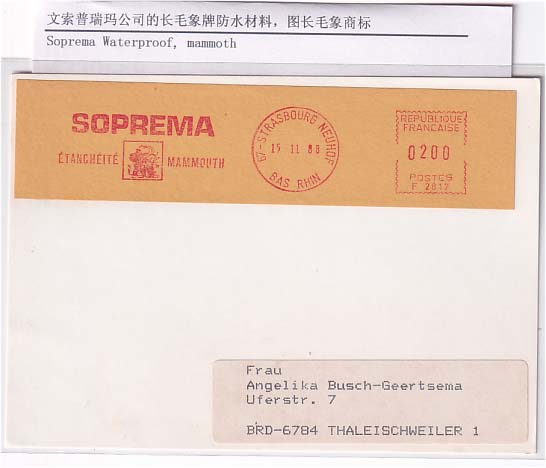 文索普瑞玛公司的长毛象牌防水材料，图长毛象商标
Soprema Waterproof, mammoth
SOPREMA
ÉTANCHÉITÉ MAMMOUTH
67-STRASBOURG NEUHOF
15 11 88
BAS RHIN
REPUBLIQUE
FRANCAISE
0200
POSTES
F 2817
Frau
Angelika Busch-Geertsema
Uferstr. 7
BRD-6784 THALEISCHWEILER 1